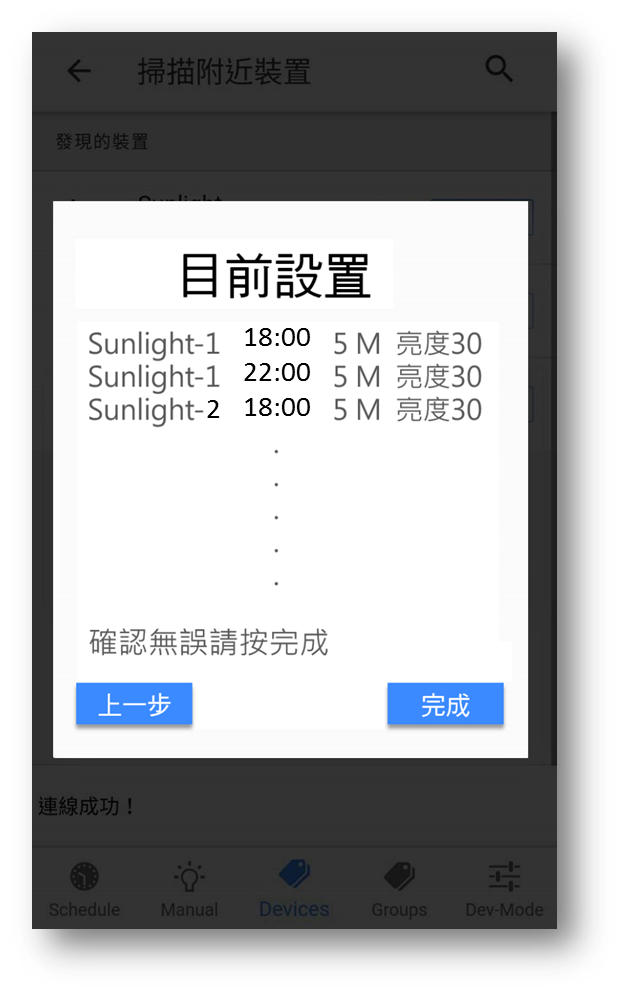 掃描附近裝置
發現的裝置
Sunlight
目前設置
Sunlight-1 18:00 5 M 亮度30
Sunlight-1 22:00 5 M 亮度30
Sunlight-2 18:00 5 M 亮度30
.
.
.
.
.
確認無誤請按完成
上一步 完成
連線成功！
Schedule Manual Devices Groups Dev-Mode